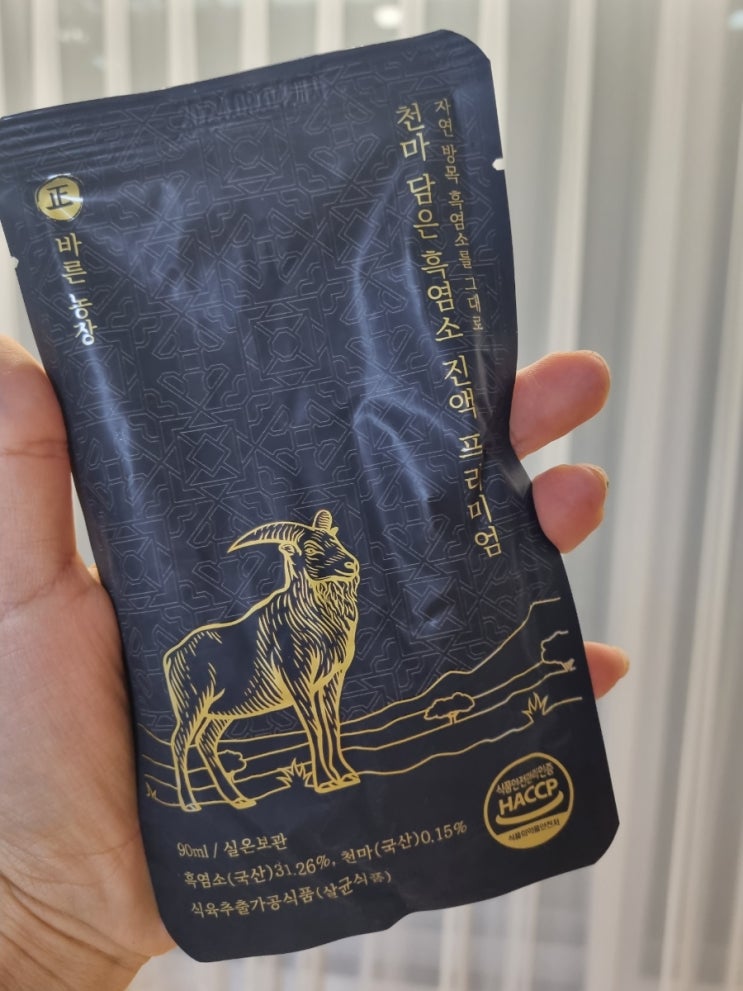 正
바른 농장
자연 방목 흑염소를 그대로
천마 담은 흑염소 진액 프리미엄
식품안전관리인증
HACCP
식품의약품안전처
90ml / 실온보관
흑염소(국산)31.26%, 천마(국산)0.15%
식육추출가공식품(살균식품)